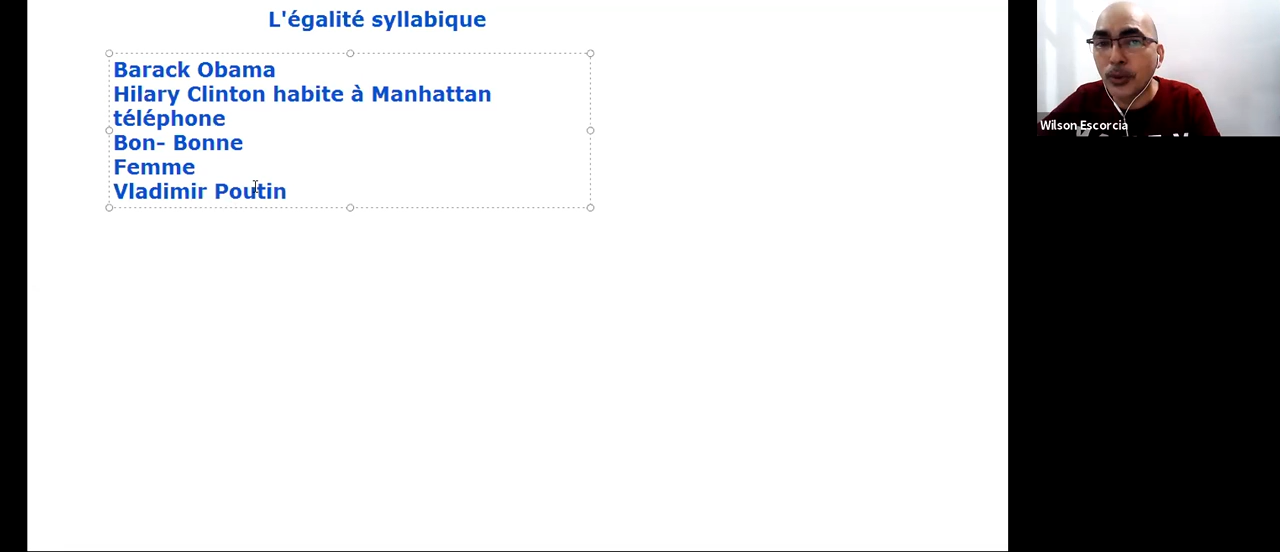 L'égalité syllabique
Barack Obama
Hilary Clinton habite à Manhattan
téléphone
Bon- Bonne
Femme
Vladimir Poutin
Wilson Escorcia